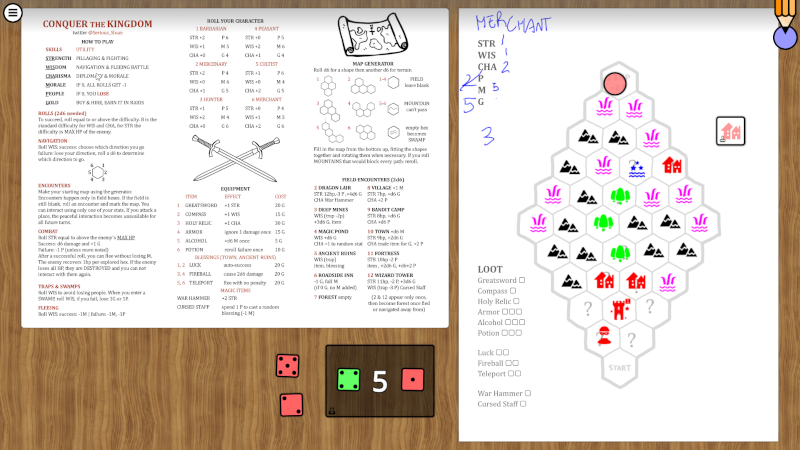 CONQUER THE KINGDOM
twitter @Serious_Sloan
HOW TO PLAY
SKILLS UTILITY
STRENGTH PILLAGING & FIGHTING
WISDOM NAVIGATION & FLEEING BATTLE
CHARISMA DIPLOMACY & MORALE
MORALE IF 0, ALL ROLLS GET -1
PEOPLE IF 0, YOU LOSE
GOLD BUY & HIRE, EARN IT IN RAIDS
ROLLS (2d6 needed)
To succeed, roll equal to or above the difficulty. 8 is the
standard difficulty for WIS and CHA, for STR the
difficulty is MAX HP of the enemy.
NAVIGATION
Roll WIS success: choose which direction you go
failure: lose your direction, roll a d6 to determine
which direction to go.
ENCOUNTERS
Make your starting map using the generator.
Encounters happen only in field hexes. If the field
is still blank, roll an encounter and mark the map. You
can interact using only one of your stats. If you attack a
place, the peaceful interaction becomes unavailable for
all future turns.
COMBAT
Roll STR equal to above the enemy's MAX HP
Success: d6 damage and +1 G
Failure: -1 P (unless more noted)
After a successful roll, you can flee without losing M.
The enemy recovers 1hp per explored hex. If the enemy
loses all HP, they are DESTROYED and you can not
interact with them again.
TRAPS & SWAMPS
Roll WIS to avoid losing people. When you enter a
SWAMP roll WIS, if you fail, lose 3G or 1P.
FLEEING
Roll WIS success: -1M / failure: -1M, -1P
ROLL YOUR CHARACTER
1 BARBARIAN 4 PEASANT
STR +2 P 6 STR +0 P 5
WIS +1 M 5 WIS +2 M 6
CHA +0 G 4 CHA +1 G 4
2 MERCENARY 5 CULTIST
STR +2 P 4 STR +1 P 6
WIS +0 M 6 WIS +0 M 4
CHA +1 G 5 CHA +2 G 5
3 HUNTER 6 MERCHANT
STR +1 P 5 STR +0 P 4
WIS +2 M 4 WIS +1 M 5
CHA +0 G 6 CHA +2 G 6
EQUIPMENT
ITEM EFFECT COST
1 GREATSWORD +1 STR 20 G
2 COMPASS +1 WIS 15 G
3 HOLY RELIC +1 CHA 30 G
4 ARMOR ignore 1 damage once 15 G
5 ALCOHOL +d6 M once 5 G
6 POTION reroll failure once 10 G
BLESSINGS (TOWN, ANCIENT RUINS)
1, 2 LUCK auto-success 20 G
3, 4 FIREBALL cause 2d6 damage 20 G
5, 6 TELEPORT flee with no penalty 20 G
MAGIC ITEMS
WAR HAMMER +2 STR
CURSED STAFF spend 1 P to cast a random
blessing [-1 M]
MAP GENERATOR
Roll d6 for shape then another d6 for terrain.
1 2 1-4 FIELD
leave blank
3 4 5-5 MOUNTAIN
can't pass
5 6 6 empty hex
becomes
SWAMP
Fill in the map from the bottom up, fitting the shapes
together and rotating them when necessary. If you roll
MOUNTAINS that would block every path reroll.
FIELD ENCOUNTERS (2d6)
2 DRAGON LAIR
STR 12hp, -3 P, +4d6 G
CHA War Hammer
3 DEEP MINES
WIS (trap -2p)
+3d6 G, item
4 MAGIC POND
WIS +d6 G
CHA +1 to random stat
5 ANCIENT RUINS
WIS (trap)
item, blessing
6 ROADSIDE INN
-1 G, full M
(if 0 G, no M added)
7 FOREST empty
8 VILLAGE +1 M
STR 7hp, +d6 G
CHA +2 P
9 BANDIT CAMP
STR 8hp, +d6 G
CHA +d6 P
10 TOWN +d6 M
STR 9hp, +2d6 G
CHA trade item for G, +2 P
11 FORTRESS
STR 10hp -2 P
item, +2d6 G, +d6+2 P
12 WIZARD TOWER
STR 11hp, -2 P, +3d6 G
WIS (trap -3 P) Cursed Staff
(2 & 12 appear only once,
then become forest once fled
or navigated away from)
5
MERCHANT
STR 1
WIS 1
CHA 2
2 P
M 5
5 G
3
LOOT
Greatsword
Compass
Holy Relic
Armor
Alcohol
Potion
Luck
Fireball
Teleport
War Hammer
Cursed Staff
? ?
?
START